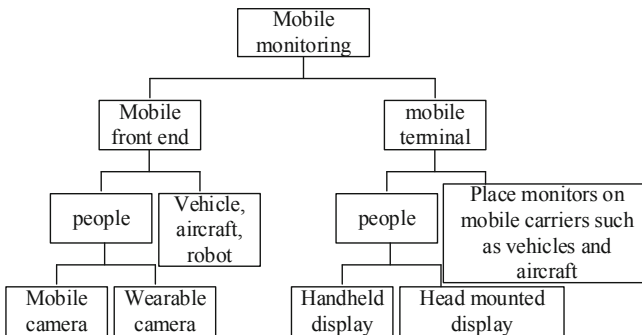 Mobile
monitoring
Mobile
front end
mobile
terminal
people
Vehicle,
aircraft,
robot
people
Place monitors on
mobile carriers such
as vehicles and
aircraft
Mobile
camera
Wearable
camera
Handheld
display
Head mounted
display